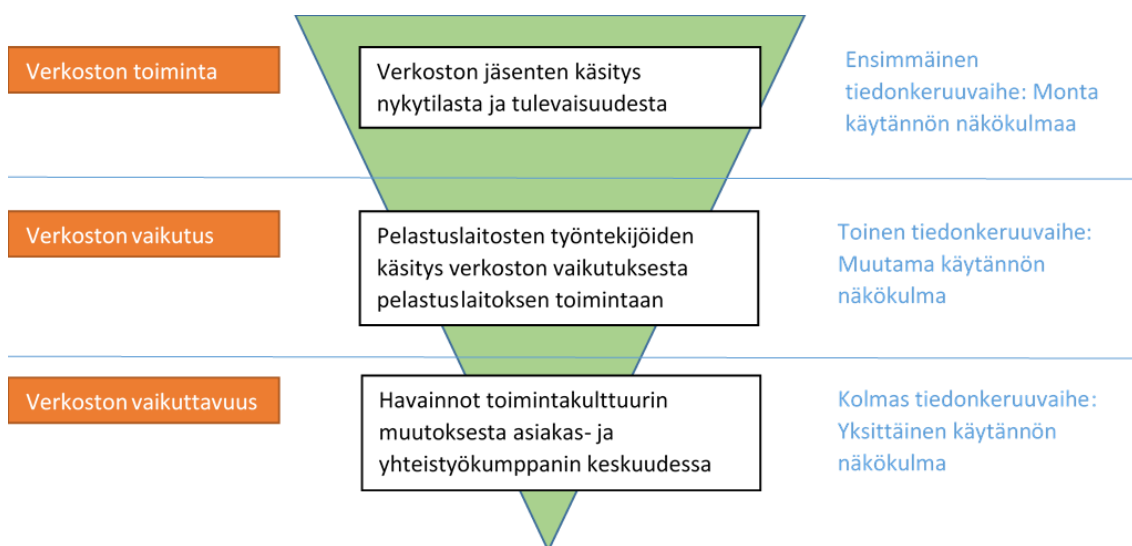 Verkoston toiminta
Verkoston jäsenten käsitys
nykytilasta ja tulevaisuudesta
Ensimmäinen
tiedonkeruuvaihe: Monta
käytännön näkökulmaa
Verkoston vaikutus
Pelastuslaitosten työntekijöiden
käsitys verkoston vaikutuksesta
pelastuslaitoksen toimintaan
Toinen tiedonkeruuvaihe:
Muutama käytännön
näkökulma
Verkoston vaikuttavuus
Havainnot toimintakulttuurin
muutoksesta asiakas- ja
yhteistyökumppanin keskuudessa
Kolmas tiedonkeruuvaihe:
Yksittäinen käytännön
näkökulma